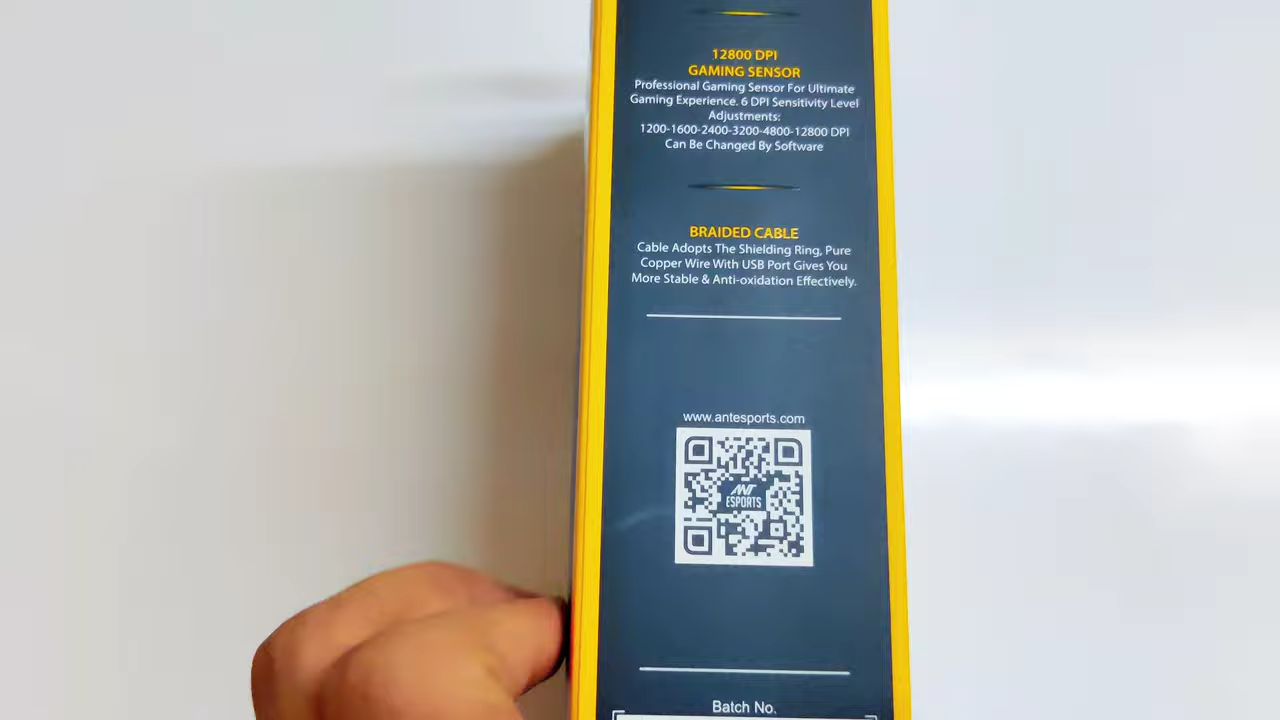 12800 DPI
GAMING SENSOR
Professional Gaming Sensor For Ultimate
Gaming Experience. 6 DPI Sensitivity Level
Adjustments:
1200-1600-2400-3200-4800-12800 DPI
Can Be Changed By Software
BRAIDED CABLE
Cable Adopts The Shielding Ring, Pure
Copper Wire With USB Port Gives You
More Stable & Anti-oxidation Effectively.
www.antesports.com
ANT
ESPORTS
Batch No.